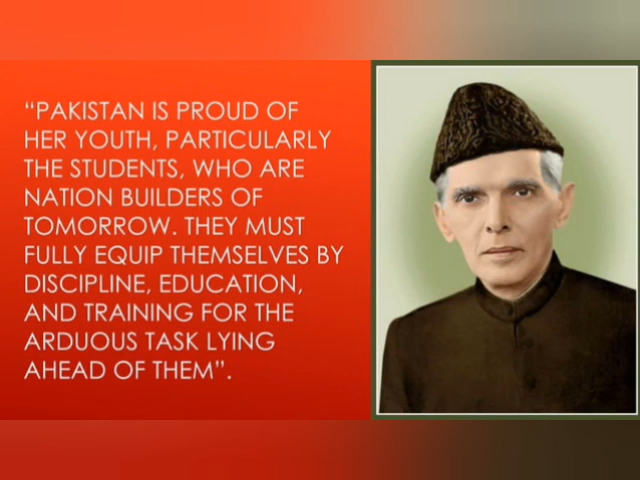 “PAKISTAN IS PROUD OF
HER YOUTH, PARTICULARLY
THE STUDENTS, WHO ARE
NATION BUILDERS OF
TOMORROW. THEY MUST
FULLY EQUIP THEMSELVES BY
DISCIPLINE, EDUCATION,
AND TRAINING FOR THE
ARDUOUS TASK LYING
AHEAD OF THEM”.